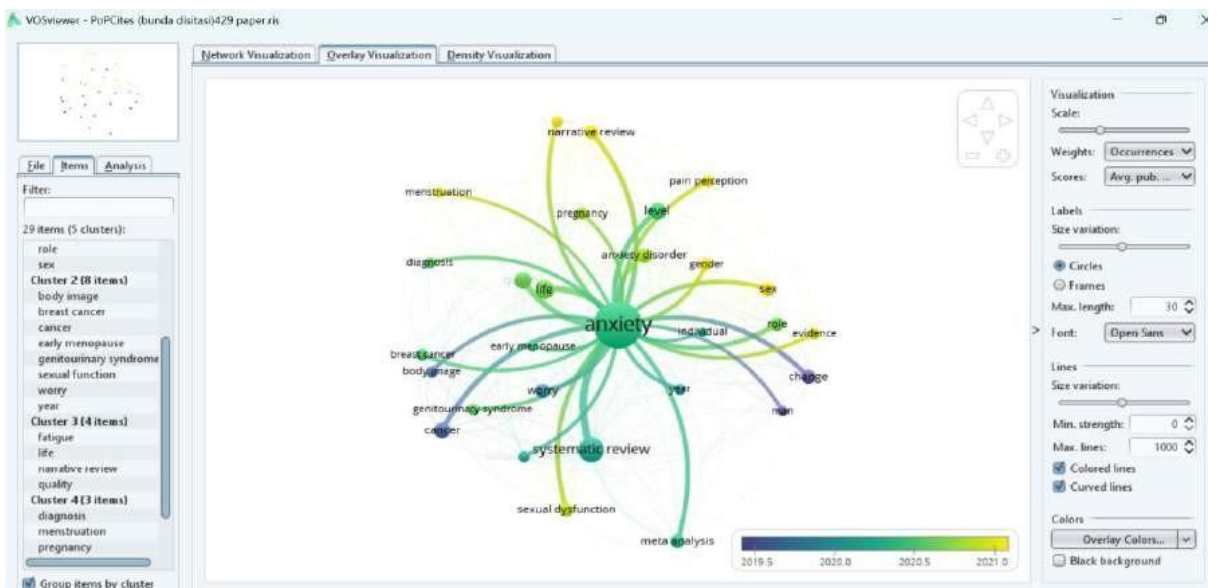 VOSviewer - PoPCites (bunda disitasi)429 paper.ris
Network Visualization
Overlay Visualization
Density Visualization
File
Items
Analysis
Filter:
29 items (5 clusters):
role
sex
Cluster 2 (8 items)
body image
breast cancer
cancer
early menopause
genitourinary syndrome
sexual function
worry
year
Cluster 3 (4 items)
fatigue
life
narrative review
quality
Cluster 4 (3 items)
diagnosis
menstruation
pregnancy
Group items by cluster
narrative review
menstruation
pain perception
pregnancy
level
diagnosis
anxiety disorder
gender
life
sex
anxiety
individual
role
evidence
early menopause
breast cancer
body image
worry
year
change
genitourinary syndrome
man
cancer
systematic review
sexual dysfunction
meta analysis
2019.5
2020.0
2020.5
2021.0
>
Visualization
Scale:
Weights: Occurrences
Scores: Avg. pub. ...
Labels
Size variation:
Circles
Frames
Max. length: 30
Font: Open Sans
Lines
Size variation:
Min. strength: 0
Max. lines: 1000
Colored lines
Curved lines
Colors
Overlay Colors...
Black background